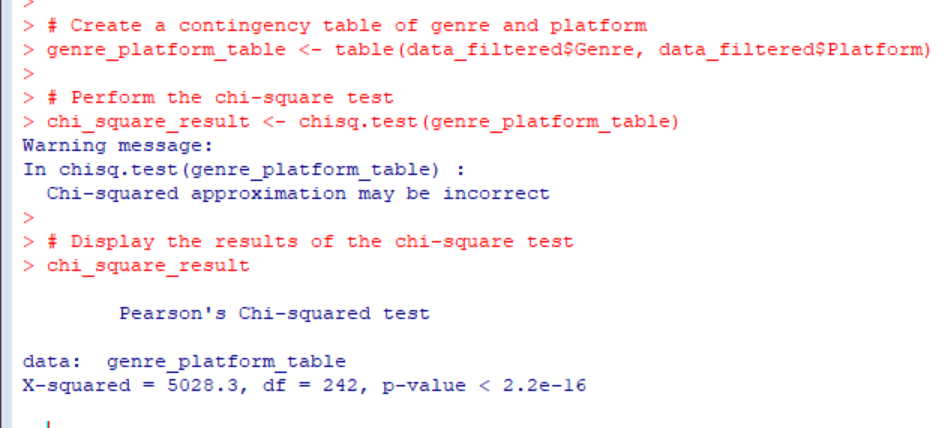 >
> # Create a contingency table of genre and platform
> genre_platform_table <- table(data_filtered$Genre, data_filtered$Platform)
>
> # Perform the chi-square test
> chi_square_result <- chisq.test(genre_platform_table)
Warning message:
In chisq.test(genre_platform_table) :
  Chi-squared approximation may be incorrect
>
> # Display the results of the chi-square test
> chi_square_result

        Pearson's Chi-squared test

data:  genre_platform_table
X-squared = 5028.3, df = 242, p-value < 2.2e-16